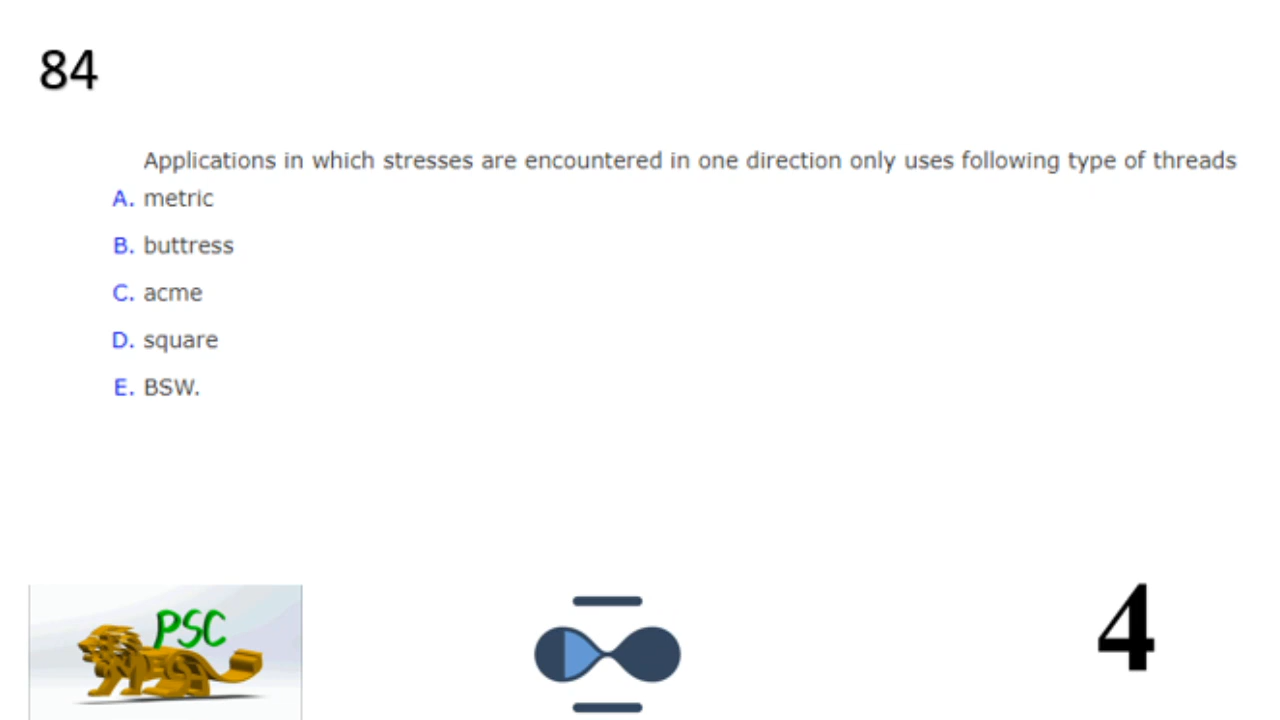 84
Applications in which stresses are encountered in one direction only uses following type of threads
A. metric
B. buttress
C. acme
D. square
E. BSW.
PSC
4